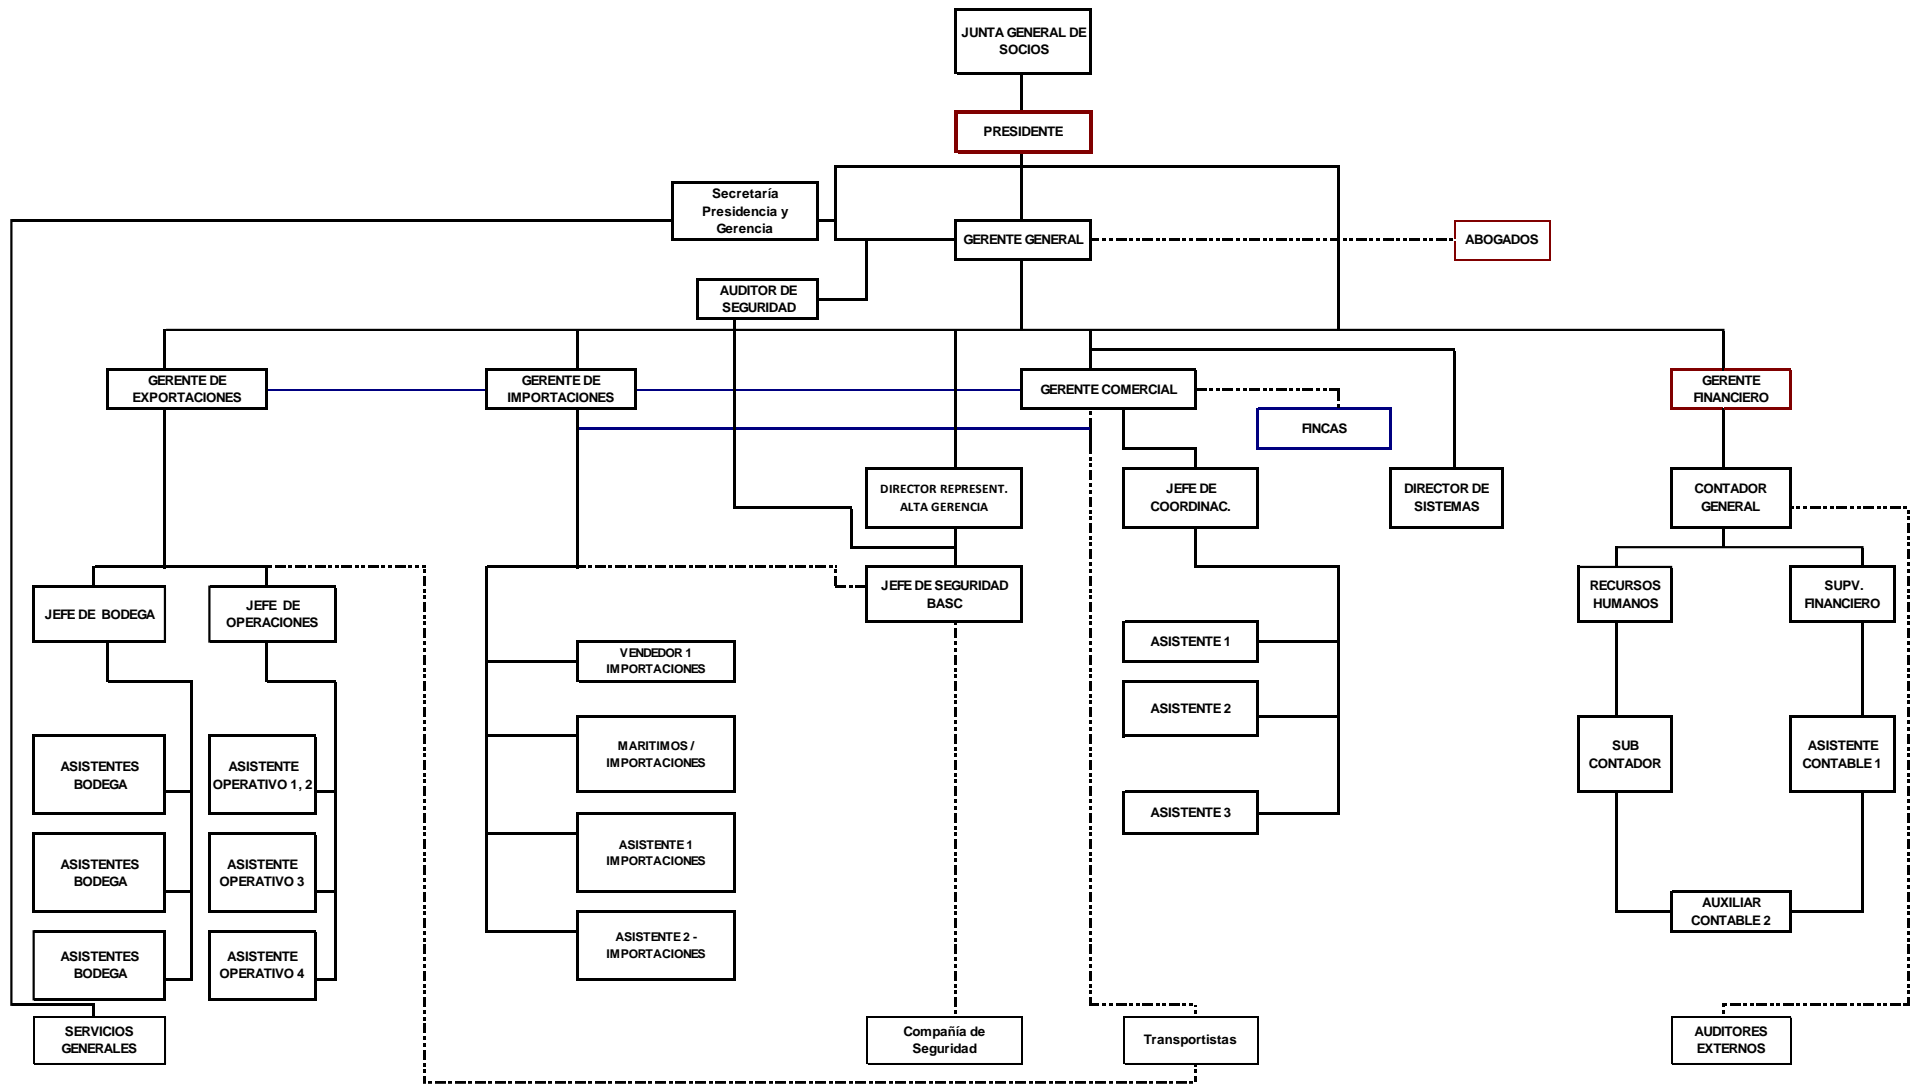 JUNTA GENERAL DE
SOCIOS
PRESIDENTE
Secretaría
Presidencia y
Gerencia
GERENTE GENERAL
ABOGADOS
AUDITOR DE
SEGURIDAD
GERENTE DE
EXPORTACIONES
GERENTE DE
IMPORTACIONES
GERENTE COMERCIAL
GERENTE
FINANCIERO
FINCAS
DIRECTOR REPRESENT.
ALTA GERENCIA
JEFE DE
COORDINAC.
DIRECTOR DE
SISTEMAS
CONTADOR
GENERAL
JEFE DE BODEGA
JEFE DE
OPERACIONES
JEFE DE SEGURIDAD
BASC
RECURSOS
HUMANOS
SUPV.
FINANCIERO
VENDEDOR 1
IMPORTACIONES
ASISTENTE 1
ASISTENTE 2
MARITIMOS /
IMPORTACIONES
SUB
CONTADOR
ASISTENTE
CONTABLE 1
ASISTENTES
BODEGA
ASISTENTE
OPERATIVO 1, 2
ASISTENTE 3
ASISTENTE 1
IMPORTACIONES
ASISTENTES
BODEGA
ASISTENTE
OPERATIVO 3
AUXILIAR
CONTABLE 2
ASISTENTE 2 -
IMPORTACIONES
ASISTENTES
BODEGA
ASISTENTE
OPERATIVO 4
SERVICIOS
GENERALES
Compañía de
Seguridad
Transportistas
AUDITORES
EXTERNOS